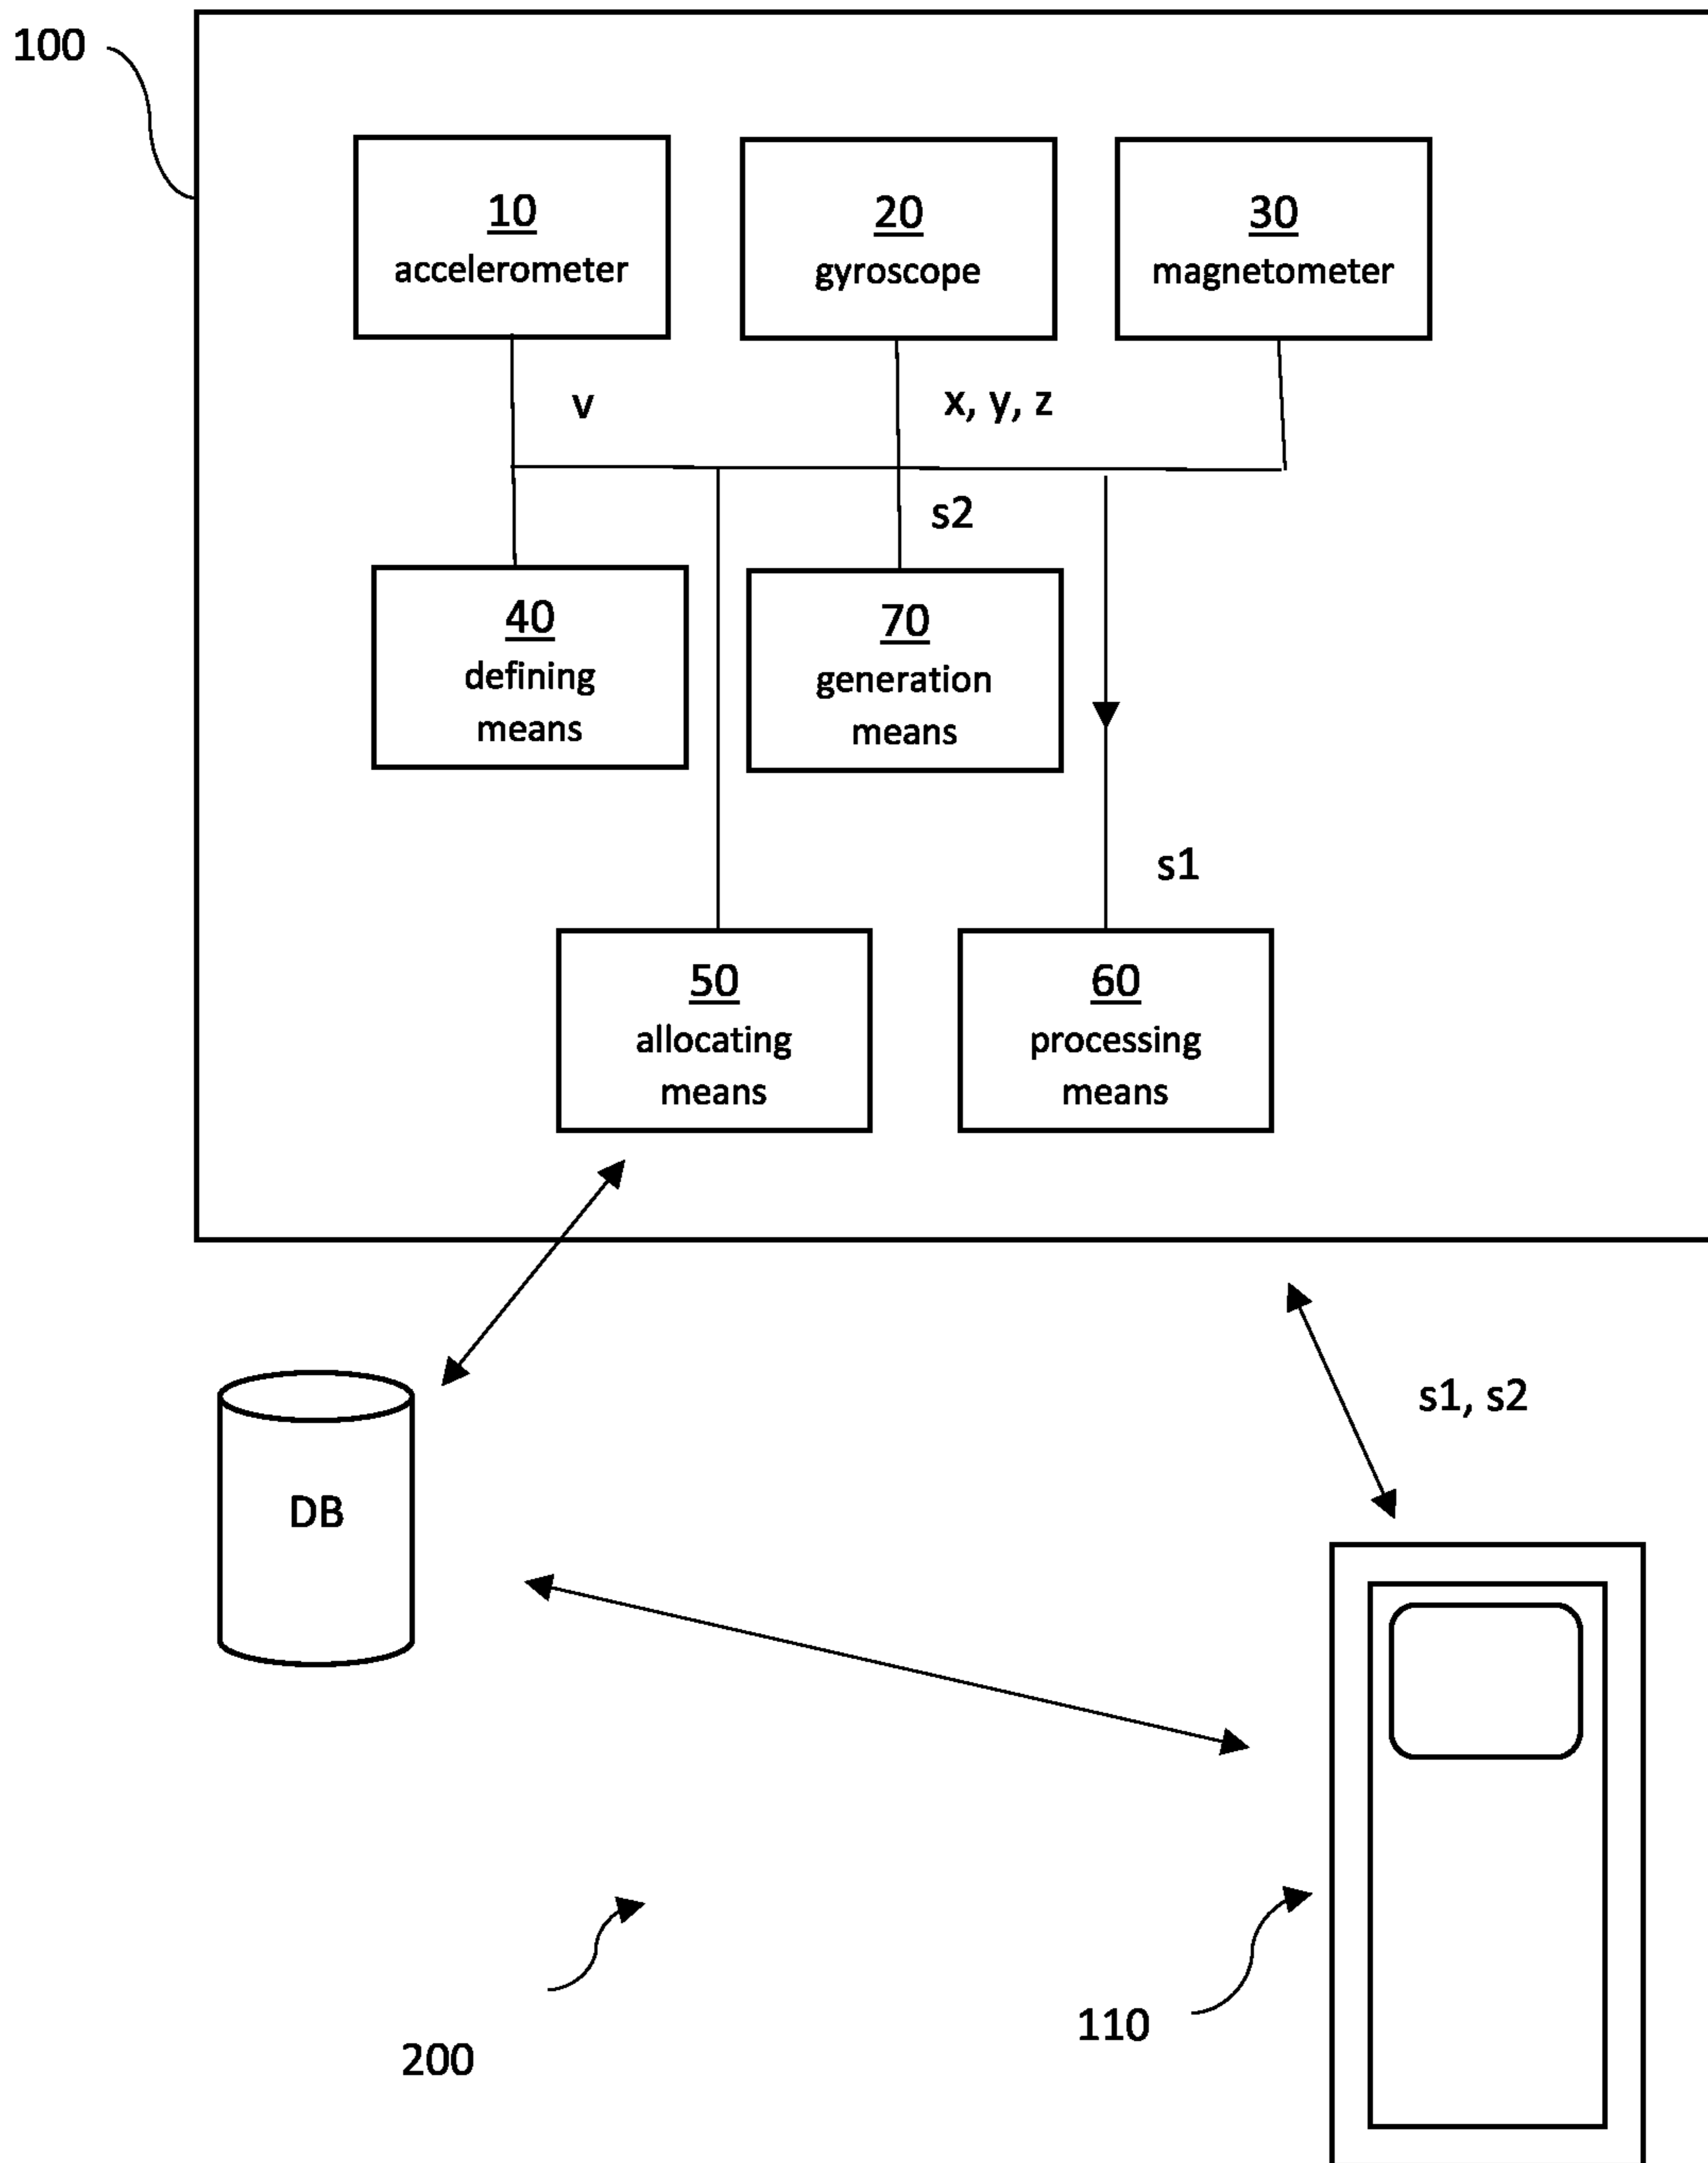 100
10
accelerometer
20
gyroscope
30
magnetometer
v
x, y, z
s2
40
defining
means
70
generation
means
s1
50
allocating
means
60
processing
means
s1, s2
DB
110
200